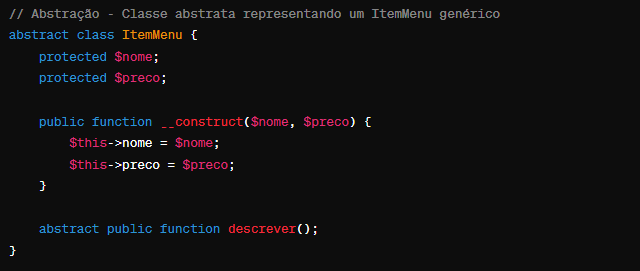 // Abstração - Classe abstrata representando um ItemMenu genérico
abstract class ItemMenu {
    protected $nome;
    protected $preco;

    public function __construct($nome, $preco) {
        $this->nome = $nome;
        $this->preco = $preco;
    }

    abstract public function descrever();
}